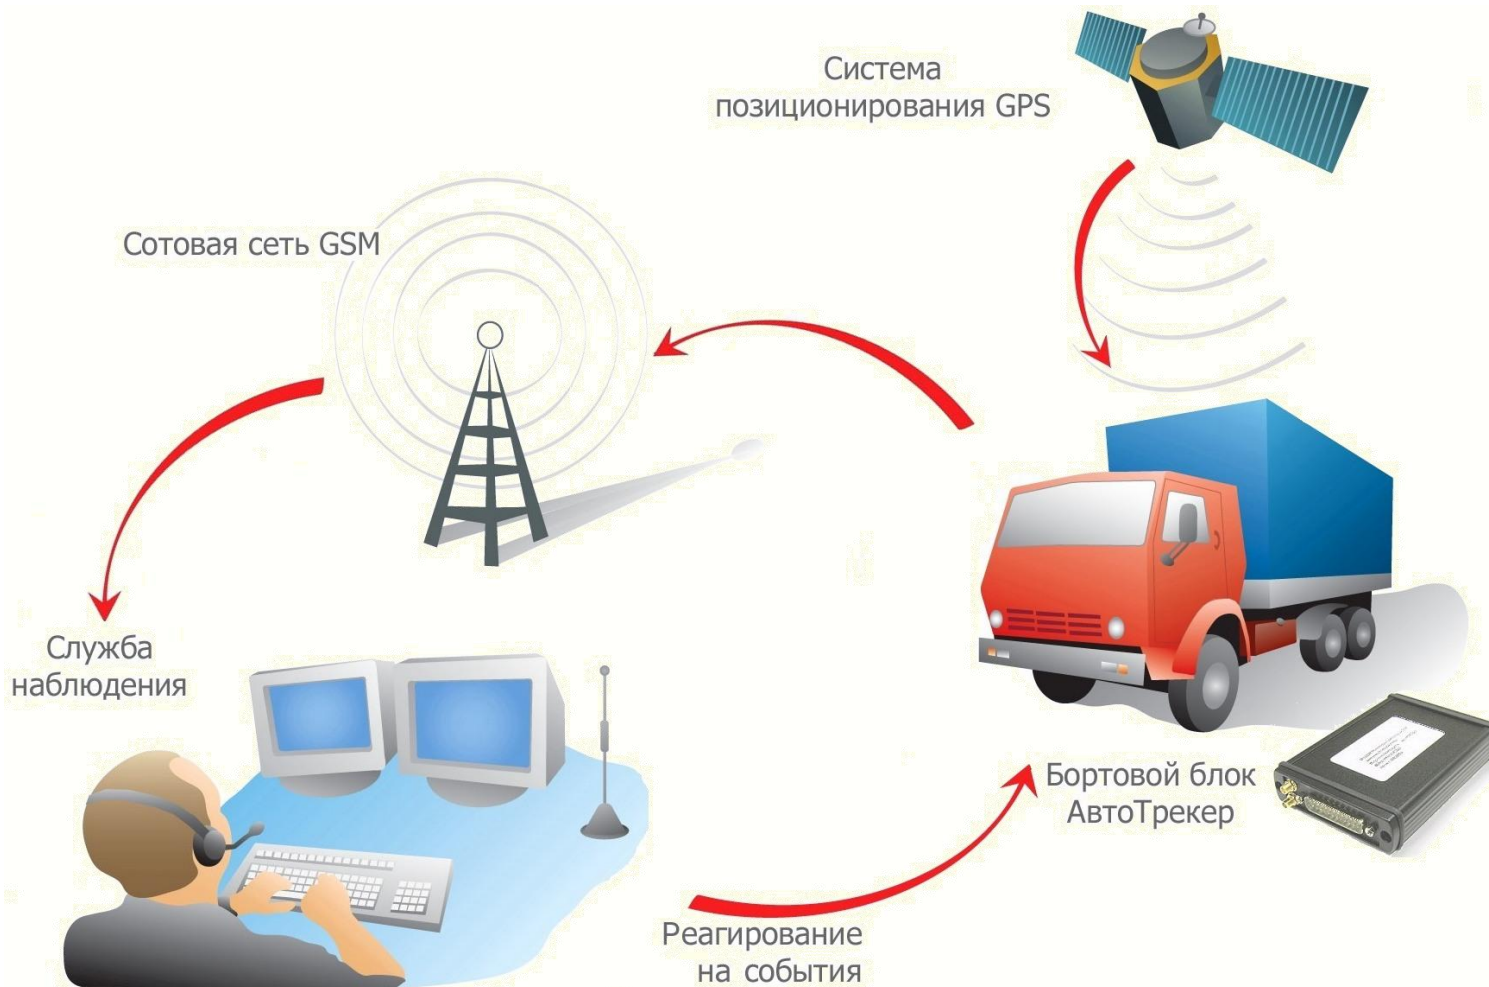 Система
позиционирования GPS
Сотовая сеть GSM
Служба
наблюдения
Бортовой блок
АвтоТрекер
Реагирование
на события